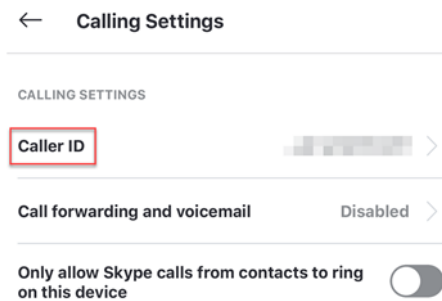 Calling Settings
CALLING SETTINGS
Caller ID
Call forwarding and voicemail Disabled
Only allow Skype calls from contacts to ring
on this device